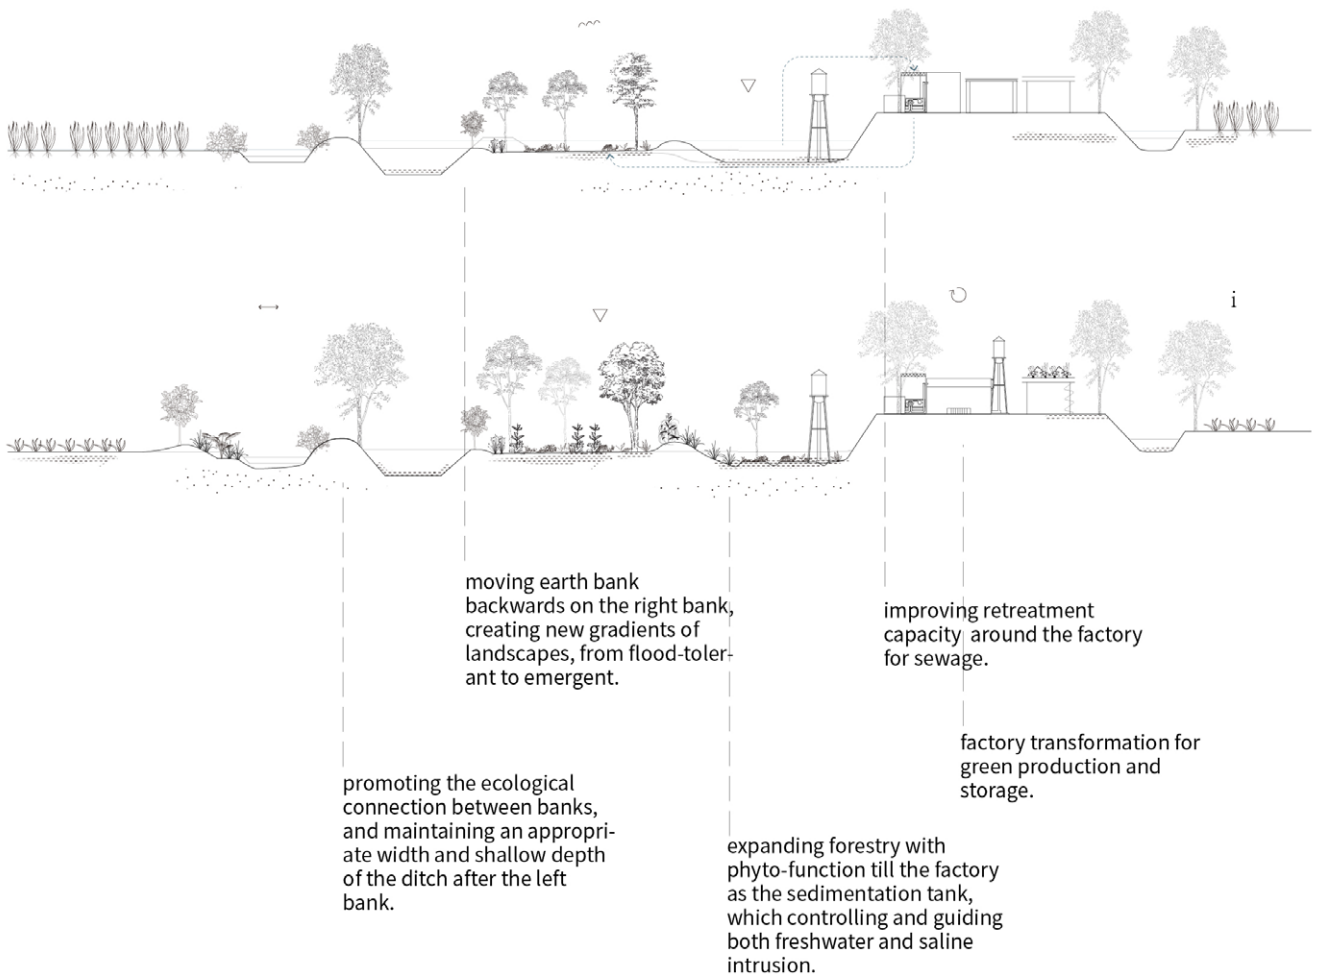 i
moving earth bank
backwards on the right bank,
creating new gradients of
landscapes, from flood-toler-
ant to emergent.
improving retreatment
capacity around the factory
for sewage.
factory transformation for
green production and
storage.
promoting the ecological
connection between banks,
and maintaining an appropri-
ate width and shallow depth
of the ditch after the left
bank.
expanding forestry with
phyto-function till the factory
as the sedimentation tank,
which controlling and guiding
both freshwater and saline
intrusion.